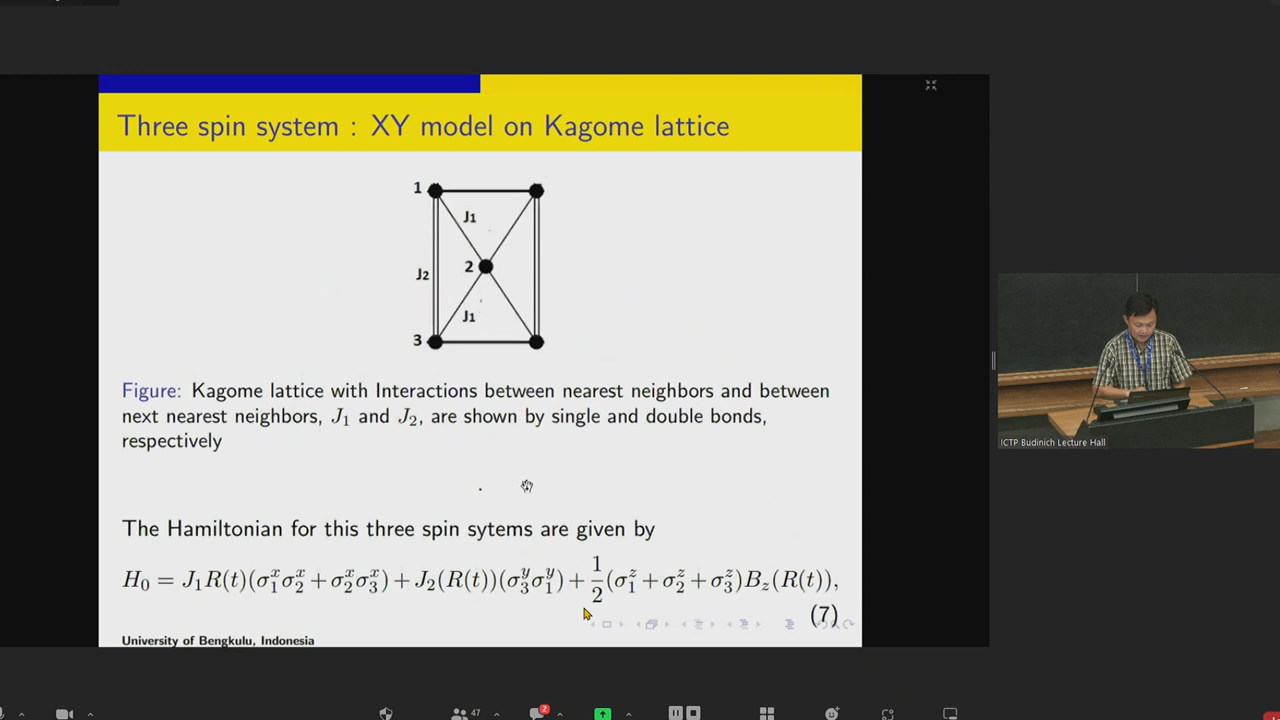 Three spin system : XY model on Kagome lattice
1
J₁
J₂
2
J₁
3
Figure: Kagome lattice with Interactions between nearest neighbors and between
next nearest neighbors, J₁ and J₂, are shown by single and double bonds,
respectively
The Hamiltonian for this three spin sytems are given by
H₀ = J₁R(t)(σ₁ˣσ₂ˣ + σ₂ˣσ₃ˣ) + J₂(R(t))(σ₃ʸσ₁ʸ) + 1/2(σ₁ᶻ + σ₂ᶻ + σ₃ᶻ)B_z(R(t)),
(7)
University of Bengkulu, Indonesia
ICTP Budinich Lecture Hall
47
2